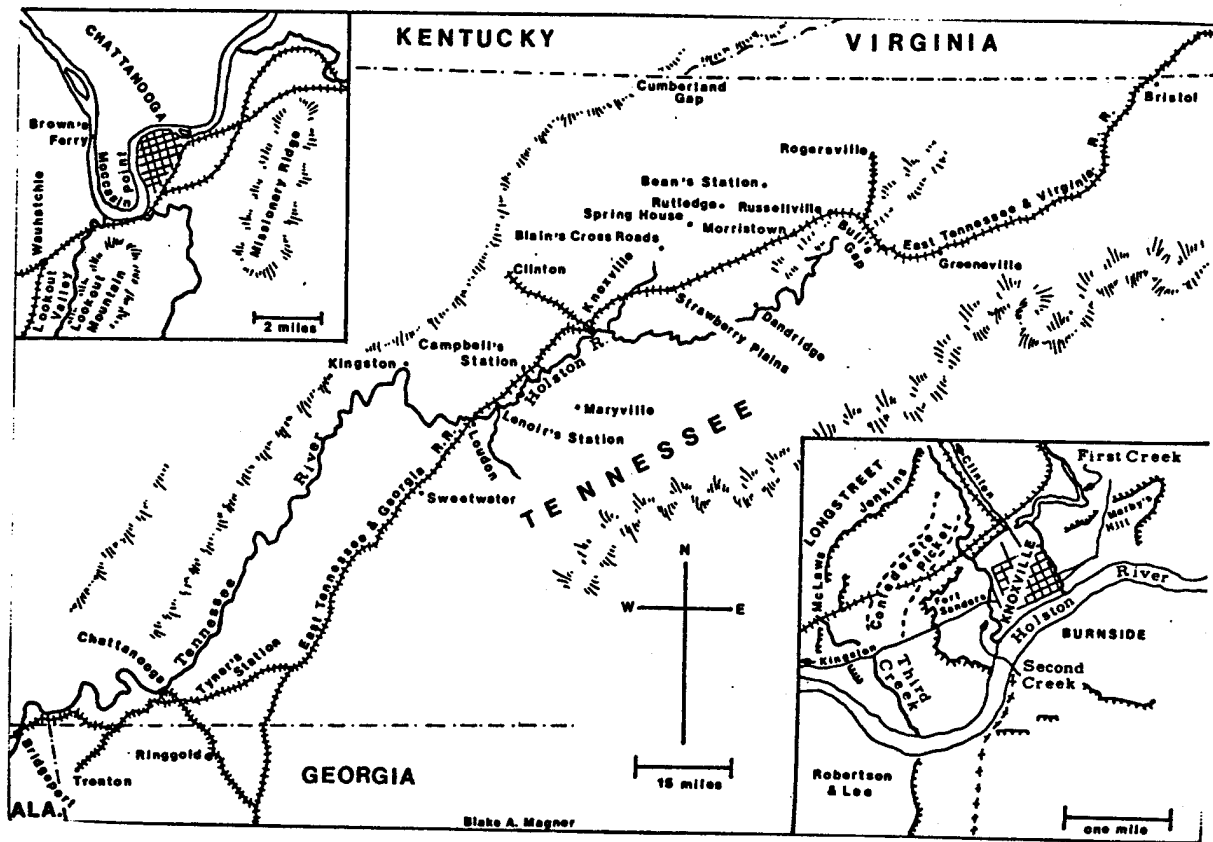 CHATTANOOGA
Brown's
Ferry
Moccasin
Point
Missionary Ridge
Wauhatchie
Lookout
Valley
Lookout
Mountain
2 miles
KENTUCKY
VIRGINIA
Cumberland
Gap
Bristol
Rogersville
Bean's Station
Rutledge
Russellville
Spring House
Morristown
Bull's
Gap
East Tennessee & Virginia R. R.
Greeneville
Blain's Cross Roads
Clinton
Knoxville
Strawberry Plains
Dandridge
Campbell's
Station
Holston R.
Kingston
Maryville
Lenoir's Station
Loudon
Sweetwater
TENNESSEE
Tennessee River
East Tennessee & Georgia R.R.
Chattanooga
Tyner's
Station
Bridgeport
Trenton
Ringgold
GEORGIA
ALA.
N
W
E
S
15 miles
Blake A. Magner
Clinton
First Creek
LONGSTREET
Jenkins
Mabry's
Hill
McLaws
Confederate
Picket
Fort
Sanders
KNOXVILLE
Holston River
BURNSIDE
Kingston
Third
Creek
Second
Creek
Robertson
& Lee
one mile